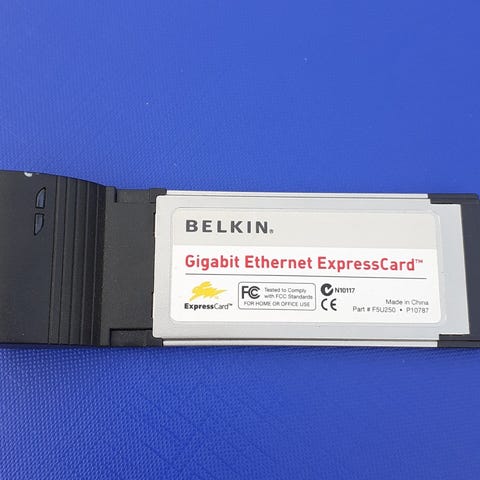 BELKIN®
Gigabit Ethernet ExpressCard™
ExpressCard™
FC Tested to Comply
with FCC Standards
FOR HOME OR OFFICE USE
N10117
CE
Made in China
Part # F5U250 • P10787